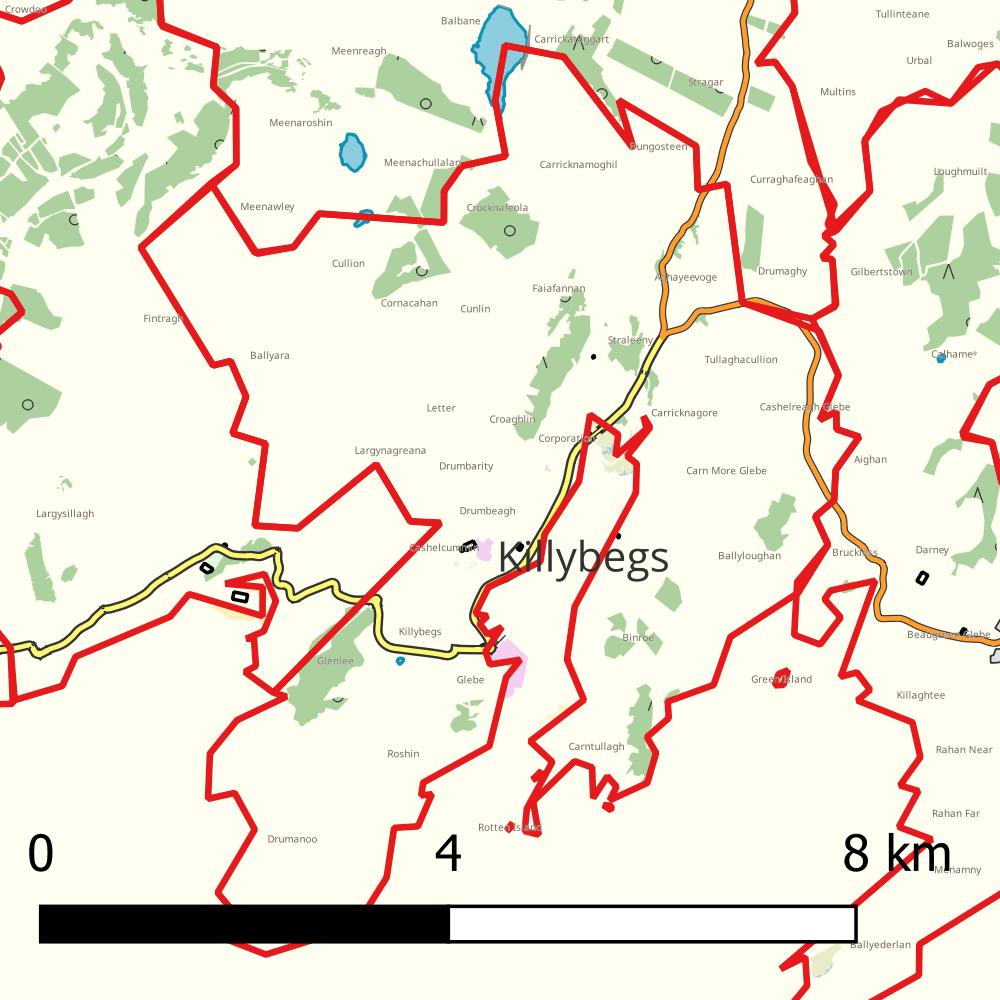 Crowdoo
Balbane
Tullinteane
Carrickataggart
Balwoges
Meenreagh
Urbal
Stragar
Multins
Meenaroshin
Bungosteen
Meenachullalan
Carricknamoghil
Loughmuilt
Curraghafeaghan
Meenawley
Crocknafeola
Cullion
Drumaghy
Gilbertstown
Ashayeevoge
Faiafannan
Cornacahan
Cunlin
Fintragh
Straleeny
Ballyara
Calhame
Tullaghacullion
Letter
Carricknagore
Cashelreagh Glebe
Croaghlin
Corporation
Largynagreana
Aighan
Drumbarity
Carn More Glebe
Largysillagh
Drumbeagh
Cashelcummin
Killybegs
Ballyloughan
Bruckless
Darney
Killybegs
Binroe
Beaugreen Glebe
Glenlee
Glebe
Green Island
Killaghtee
Roshin
Carntullagh
Rahan Near
Rahan Far
Rotten Island
Drumanoo
0 4 8 km
Menamny
Ballyederlan